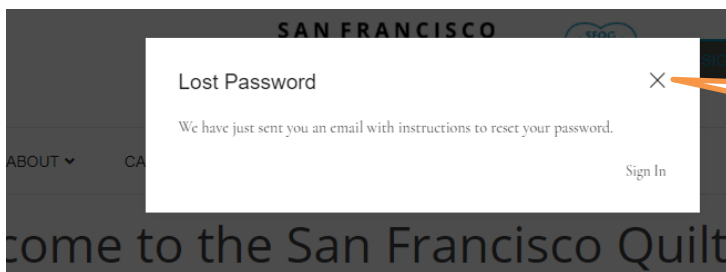 SAN FRANCISCO
SFQG
Lost Password
We have just sent you an email with instructions to reset your password.
Sign In
ABOUT
CA
come to the San Francisco Quilt